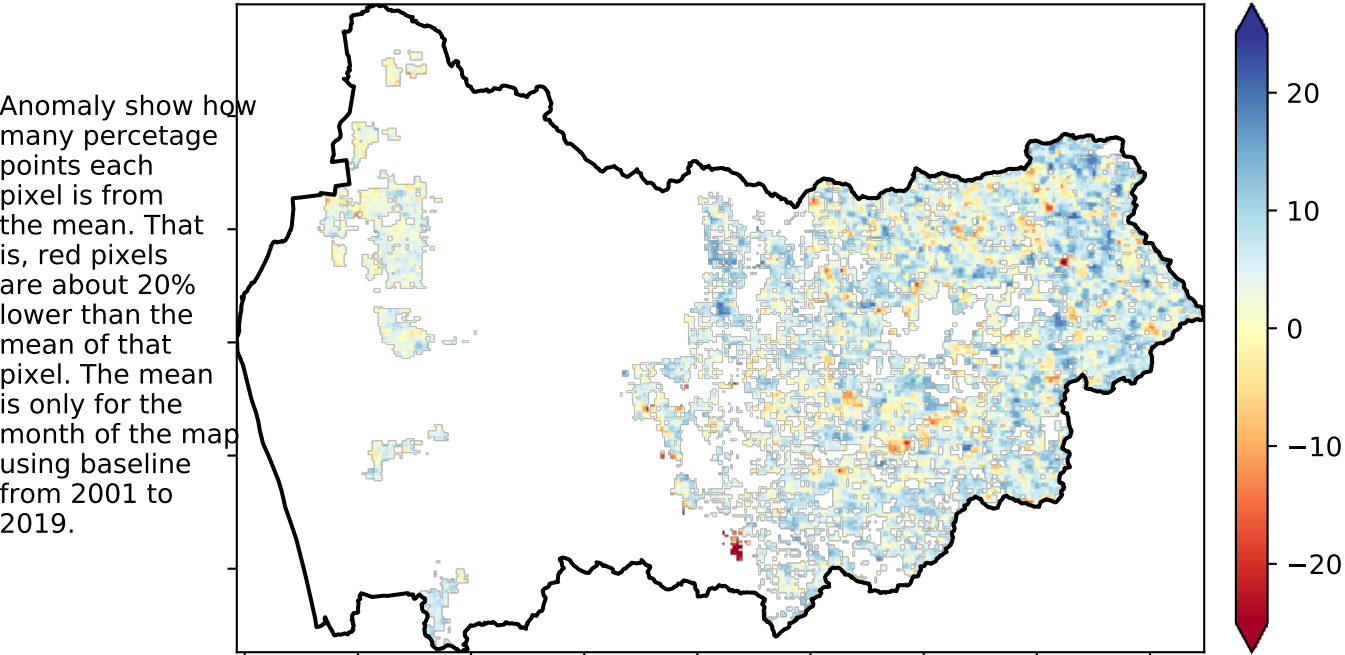 Anomaly show how
many percetage
points each
pixel is from
the mean. That
is, red pixels
are about 20%
lower than the
mean of that
pixel. The mean
is only for the
month of the map
using baseline
from 2001 to
2019.
20
10
0
−10
−20